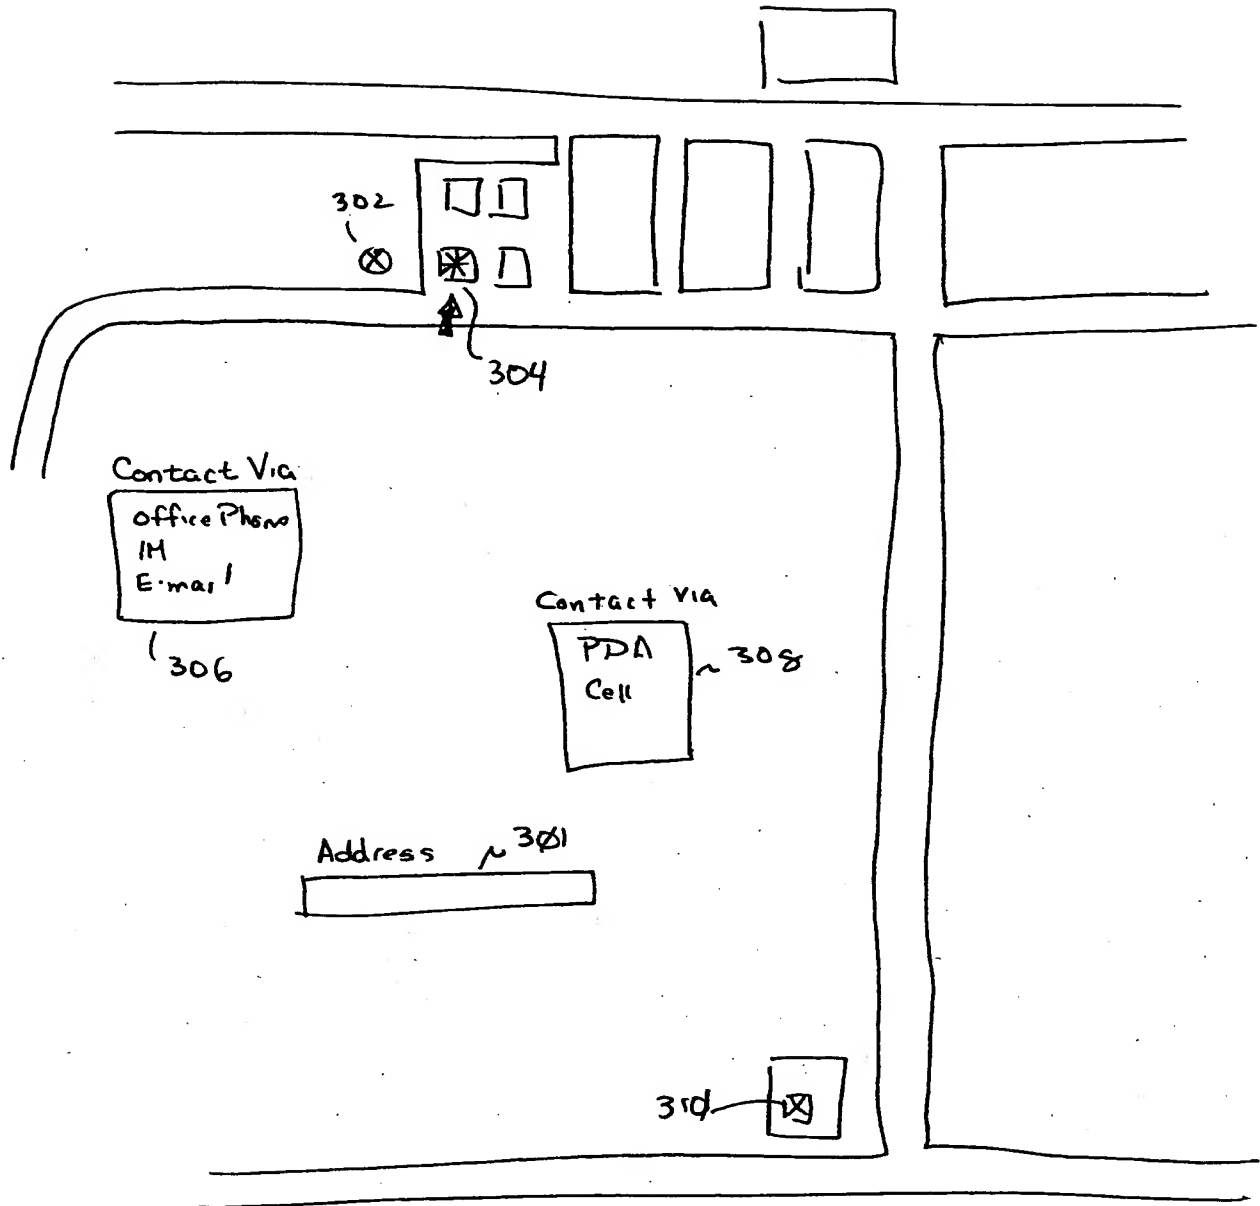 302
304
Contact Via
Office Phone
IM
E-mail
306
Contact via
PDA
Cell
308
Address
301
310